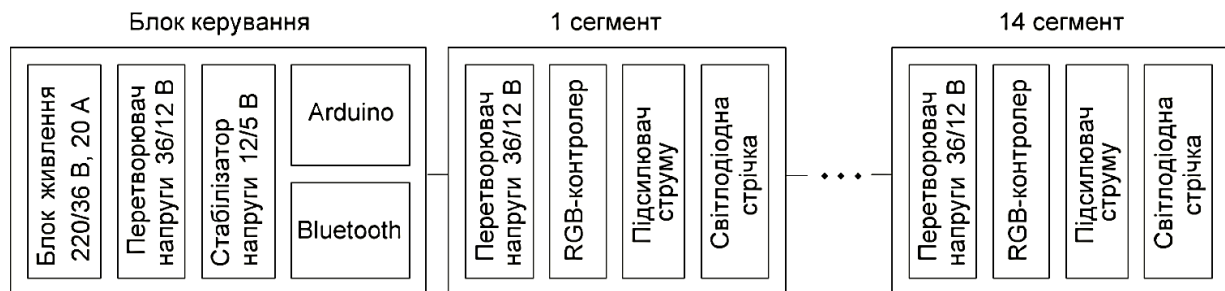 Блок керування
1 сегмент
14 сегмент
Блок живлення
220/36 В, 20 А
Перетворювач
напруги 36/12 В
Стабілізатор
напруги 12/5 В
Arduino
Bluetooth
Перетворювач
напруги 36/12 В
RGB-контролер
Підсилювач
струму
Світлодіодна
стрічка
Перетворювач
напруги 36/12 В
RGB-контролер
Підсилювач
струму
Світлодіодна
стрічка